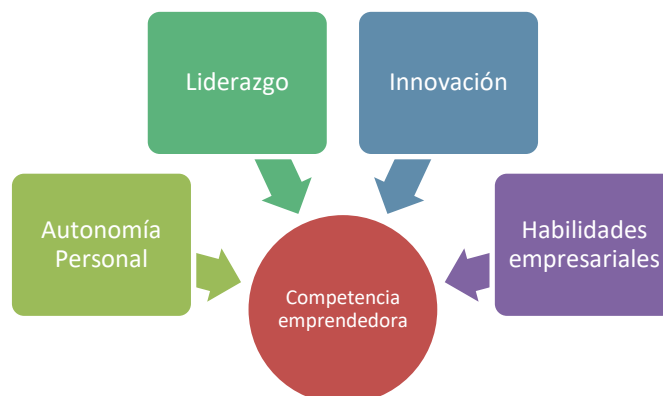 Liderazgo
Innovación
Autonomía
Personal
Habilidades
empresariales
Competencia
emprendedora